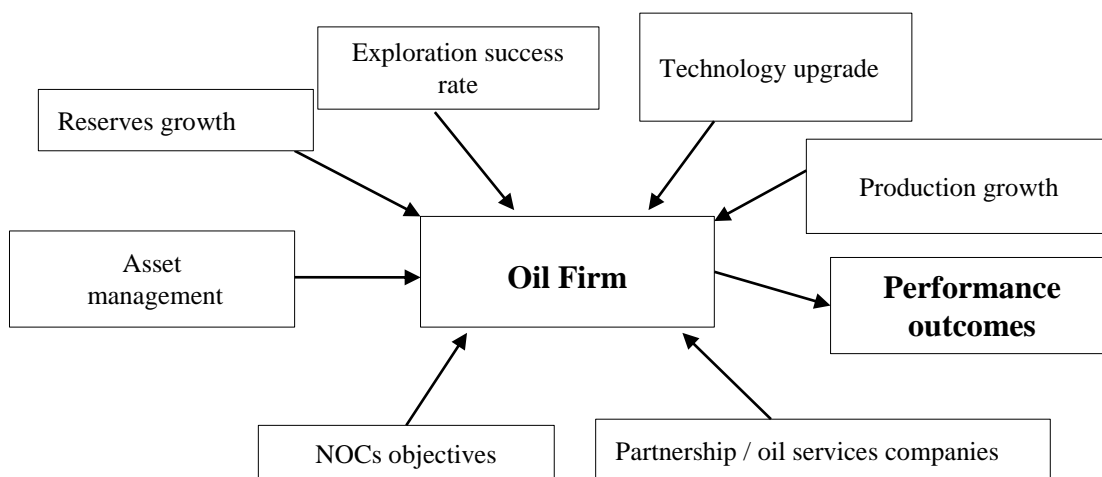 Exploration success
rate
Technology upgrade
Reserves growth
Production growth
Asset
management
Oil Firm
Performance
outcomes
NOCs objectives
Partnership / oil services companies